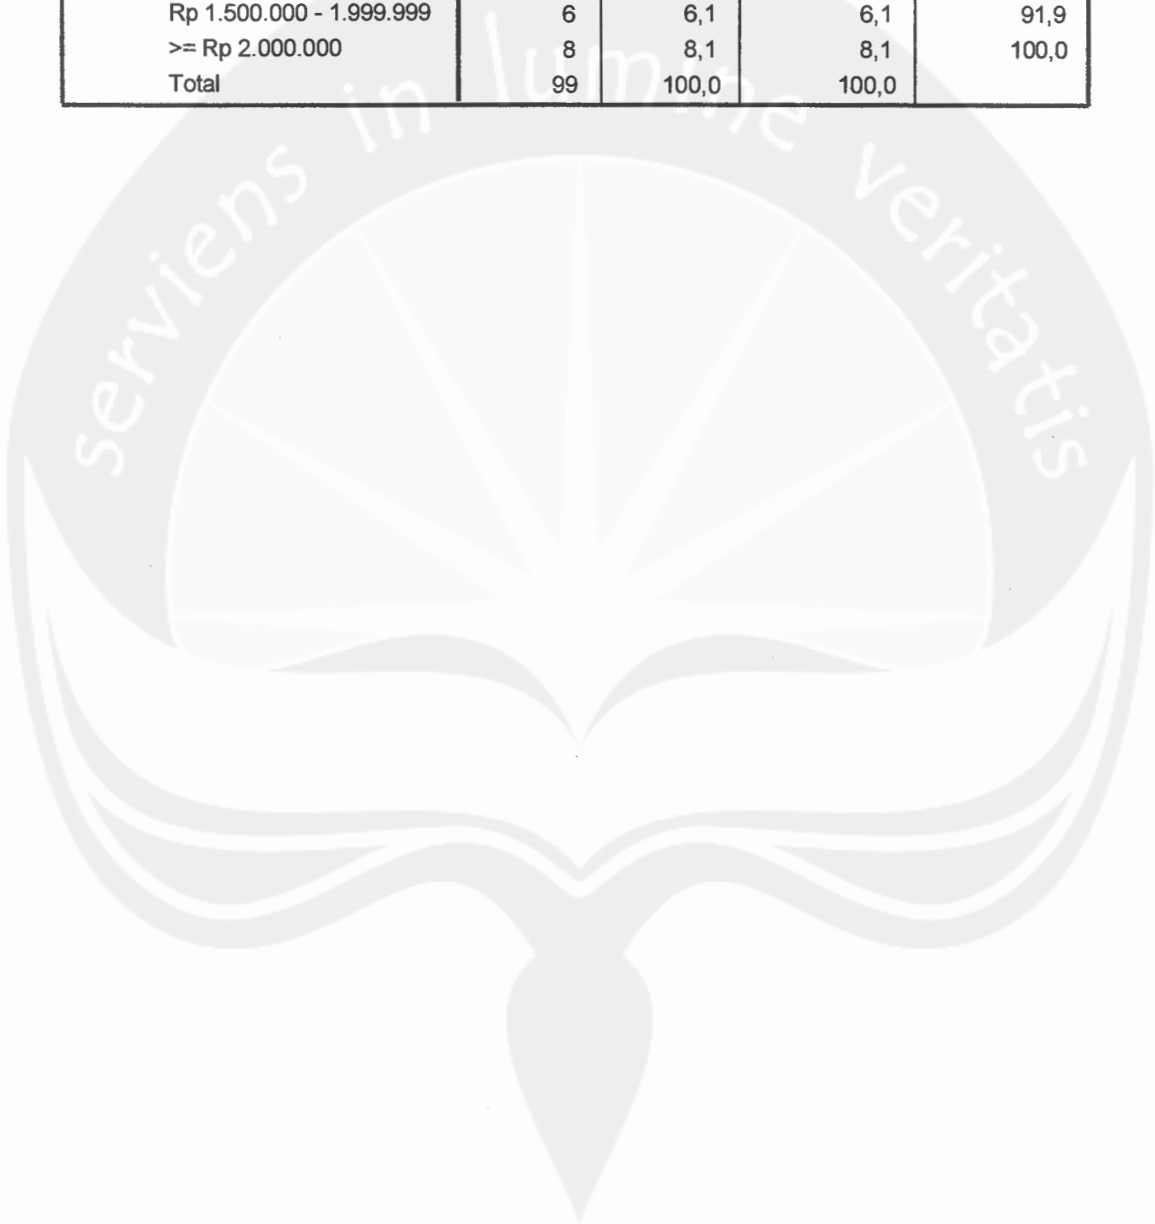 Rp 1.500.000 - 1.999.999 6 6,1 6,1 91,9
>= Rp 2.000.000 8 8,1 8,1 100,0
Total 99 100,0 100,0
serviens in lumine veritatis